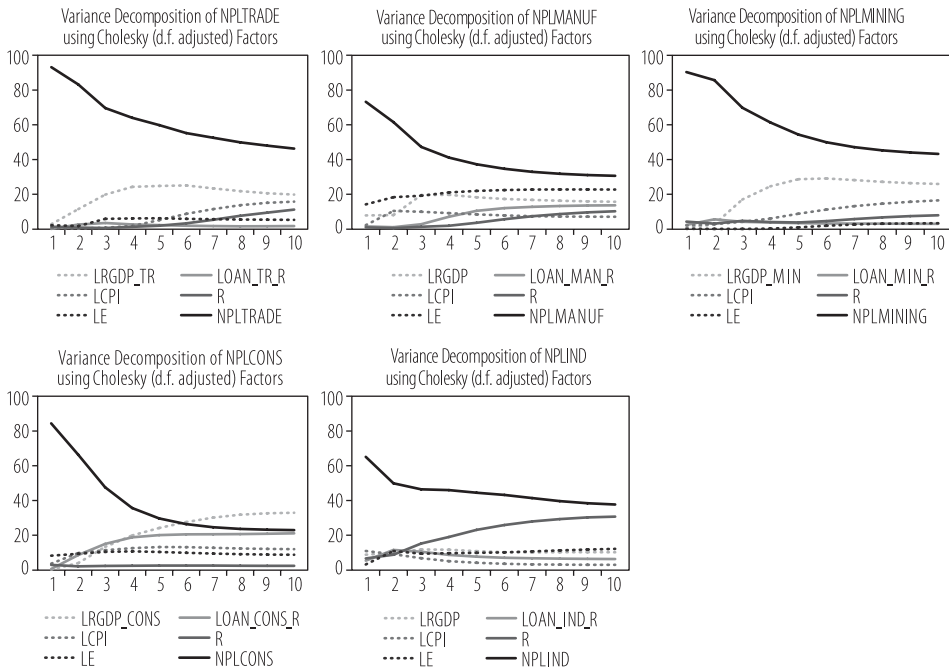 Variance Decomposition of NPLTRADE
using Cholesky (d.f. adjusted) Factors
100
80
60
40
20
0
1 2 3 4 5 6 7 8 9 10
LRGDP_TR LOAN_TR_R
LCPI R
LE NPLTRADE
Variance Decomposition of NPLMANUF
using Cholesky (d.f. adjusted) Factors
100
80
60
40
20
0
1 2 3 4 5 6 7 8 9 10
LRGDP LOAN_MAN_R
LCPI R
LE NPLMANUF
Variance Decomposition of NPLMINING
using Cholesky (d.f. adjusted) Factors
100
80
60
40
20
0
1 2 3 4 5 6 7 8 9 10
LRGDP_MIN LOAN_MIN_R
LCPI R
LE NPLMINING
Variance Decomposition of NPLCONS
using Cholesky (d.f. adjusted) Factors
100
80
60
40
20
0
1 2 3 4 5 6 7 8 9 10
LRGDP_CONS LOAN_CONS_R
LCPI R
LE NPLCONS
Variance Decomposition of NPLIND
using Cholesky (d.f. adjusted) Factors
100
80
60
40
20
0
1 2 3 4 5 6 7 8 9 10
LRGDP LOAN_IND_R
LCPI R
LE NPLIND